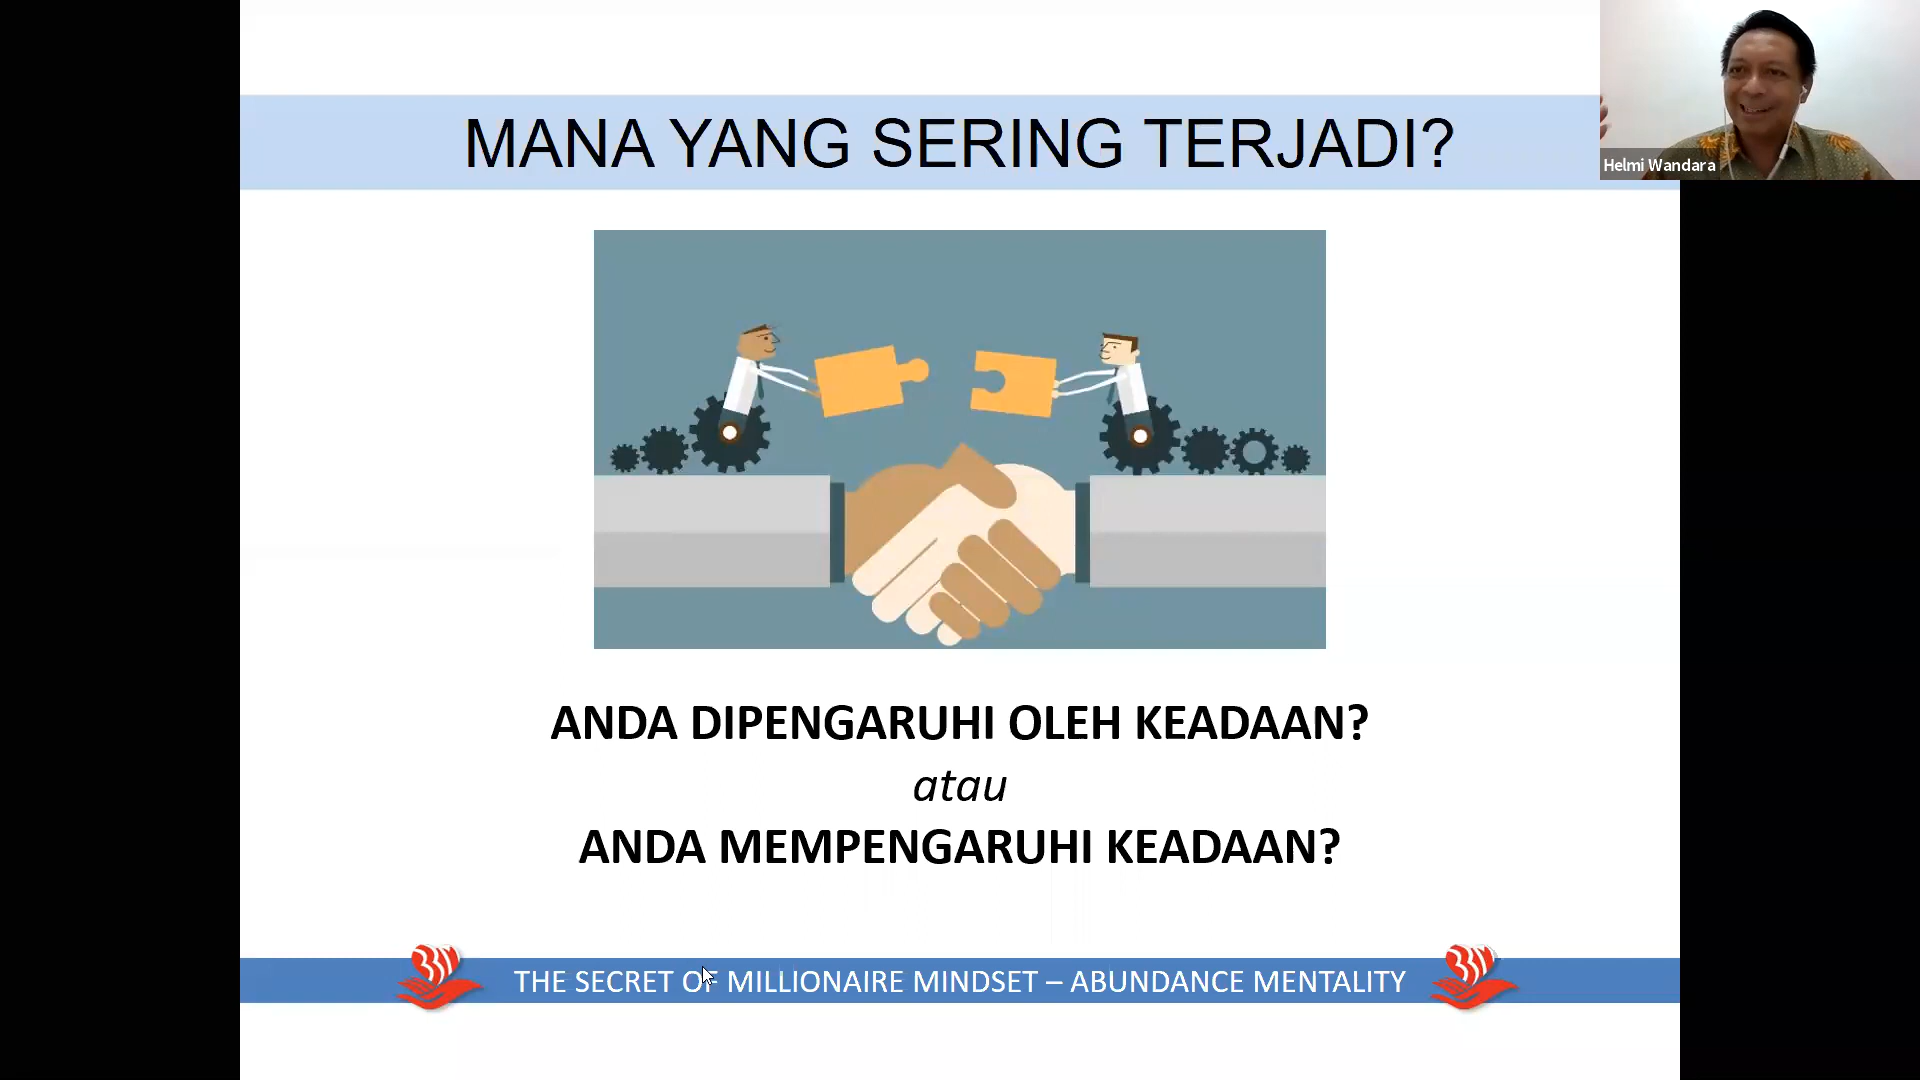 MANA YANG SERING TERJADI?
Helmi Wandara
ANDA DIPENGARUHI OLEH KEADAAN?
atau
ANDA MEMPENGARUHI KEADAAN?
THE SECRET OF MILLIONAIRE MINDSET – ABUNDANCE MENTALITY